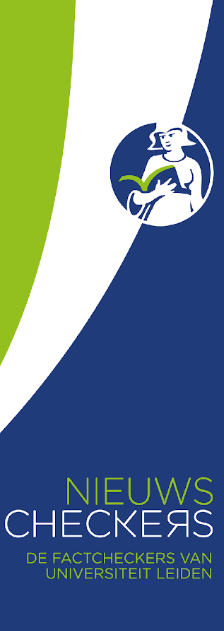 NIEUWS
CHECKERS
DE FACTCHECKERS VAN
UNIVERSITEIT LEIDEN